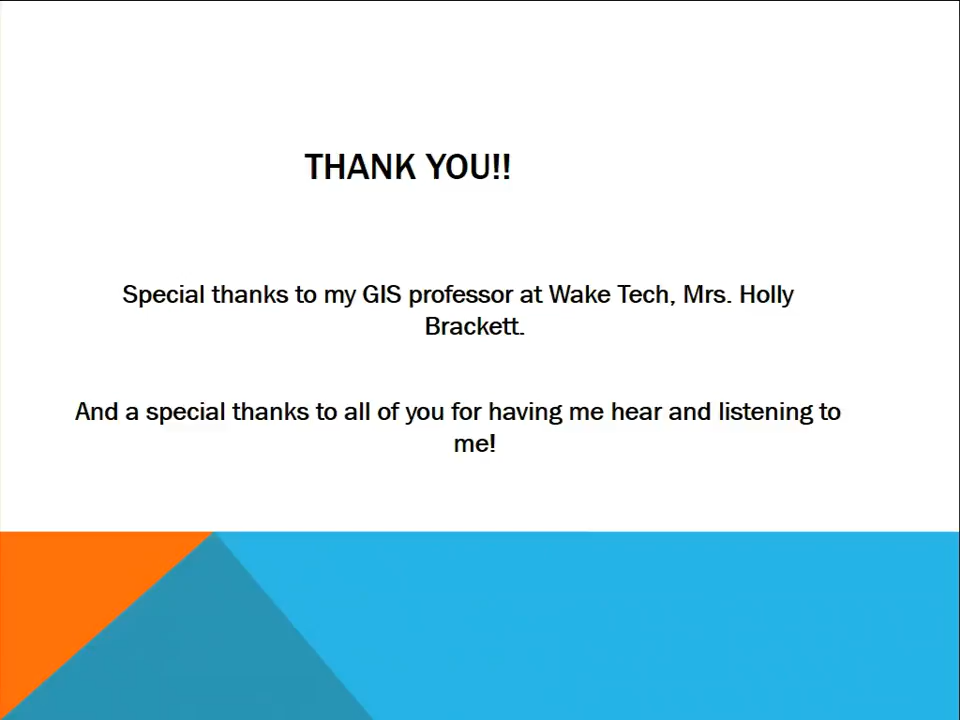 THANK YOU!!
Special thanks to my GIS professor at Wake Tech, Mrs. Holly
Brackett.
And a special thanks to all of you for having me hear and listening to
me!